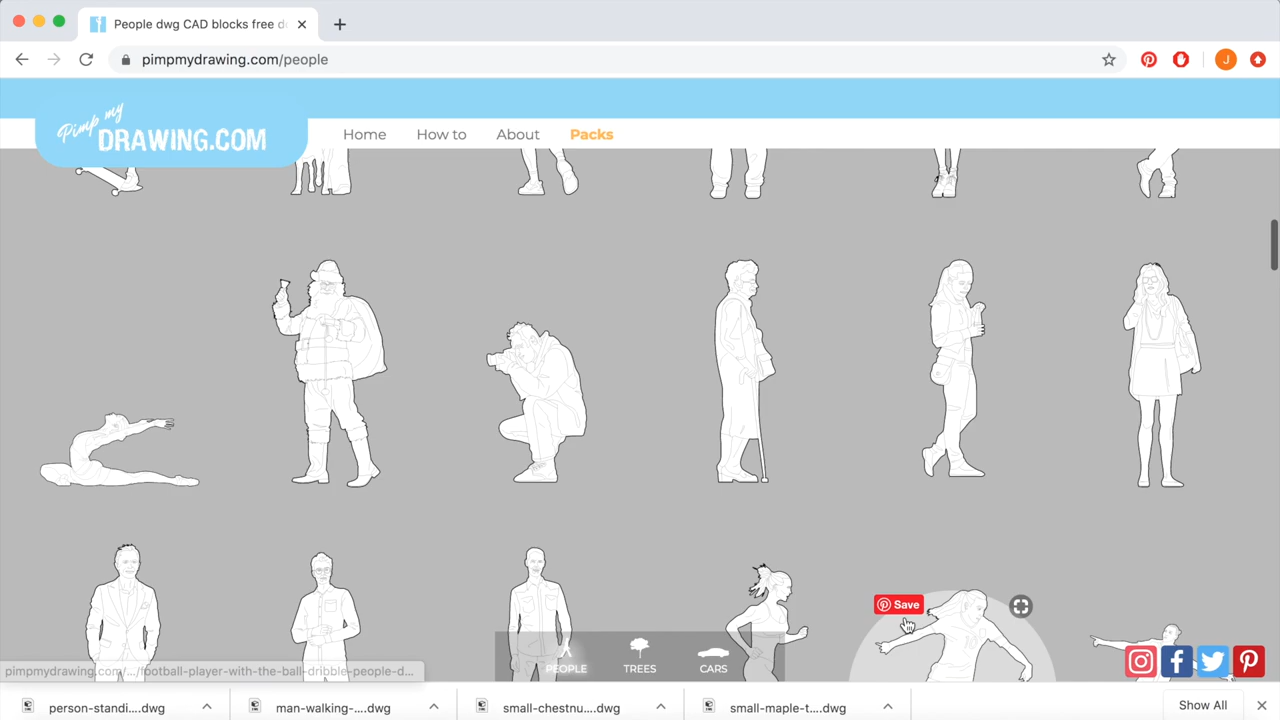 People dwg CAD blocks free d
pimpmydrawing.com/people
J
Pimp my
DRAWING.COM
Home How to About Packs
Save
PEOPLE TREES CARS
pimpmydrawing.com/.../football-player-with-the-ball-dribble-people-d...
person-standi....dwg man-walking-....dwg small-chestnu....dwg small-maple-t....dwg Show All